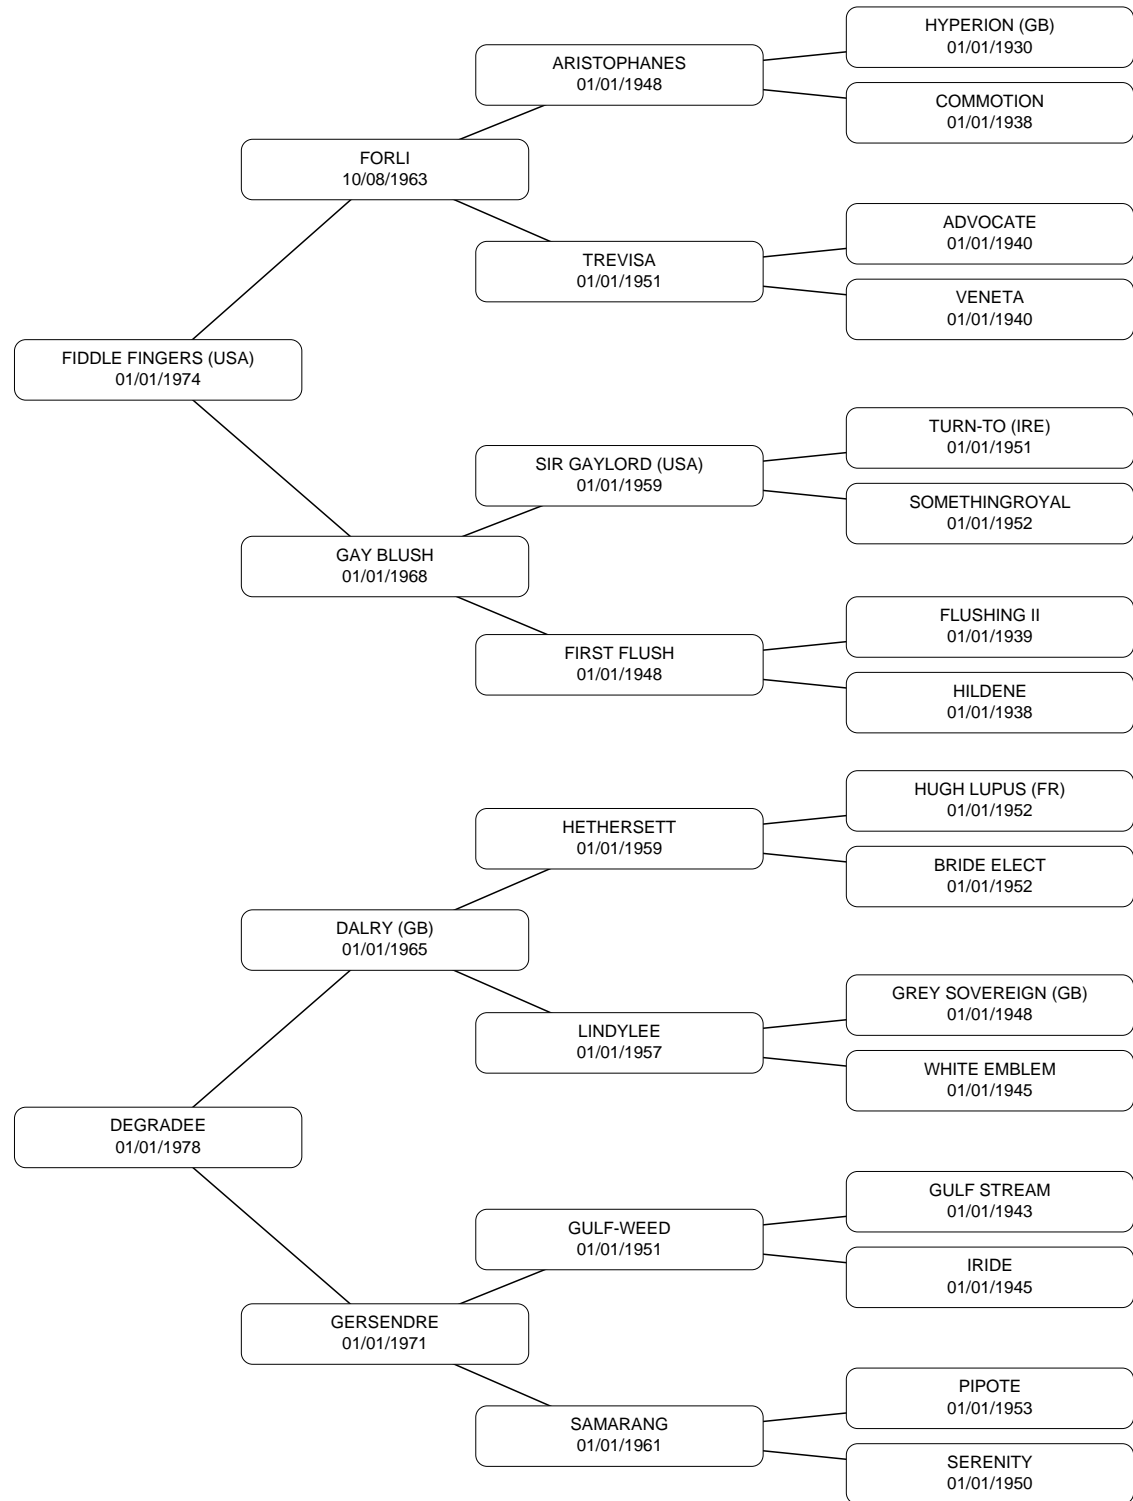 HYPERION (GB)
01/01/1930
ARISTOPHANES
01/01/1948
COMMOTION
01/01/1938
FORLI
10/08/1963
ADVOCATE
01/01/1940
TREVISA
01/01/1951
VENETA
01/01/1940
FIDDLE FINGERS (USA)
01/01/1974
TURN-TO (IRE)
01/01/1951
SIR GAYLORD (USA)
01/01/1959
SOMETHINGROYAL
01/01/1952
GAY BLUSH
01/01/1968
FLUSHING II
01/01/1939
FIRST FLUSH
01/01/1948
HILDENE
01/01/1938
HUGH LUPUS (FR)
01/01/1952
HETHERSETT
01/01/1959
BRIDE ELECT
01/01/1952
DALRY (GB)
01/01/1965
GREY SOVEREIGN (GB)
01/01/1948
LINDYLEE
01/01/1957
WHITE EMBLEM
01/01/1945
DEGRADEE
01/01/1978
GULF STREAM
01/01/1943
GULF-WEED
01/01/1951
IRIDE
01/01/1945
GERSENDRE
01/01/1971
PIPOTE
01/01/1953
SAMARANG
01/01/1961
SERENITY
01/01/1950